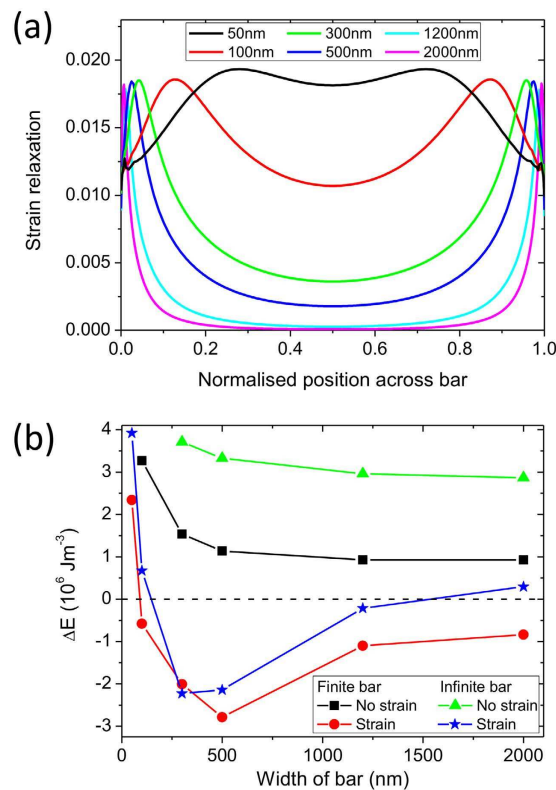 (a)
50nm 300nm 1200nm
100nm 500nm 2000nm
0.020
0.015
0.010
0.005
0.000
Strain relaxation
0.0 0.2 0.4 0.6 0.8 1.0
Normalised position across bar
(b)
4
3
2
1
0
-1
-2
-3
ΔE (10⁶ Jm⁻³)
Finite bar Infinite bar
No strain No strain
Strain Strain
0 500 1000 1500 2000
Width of bar (nm)